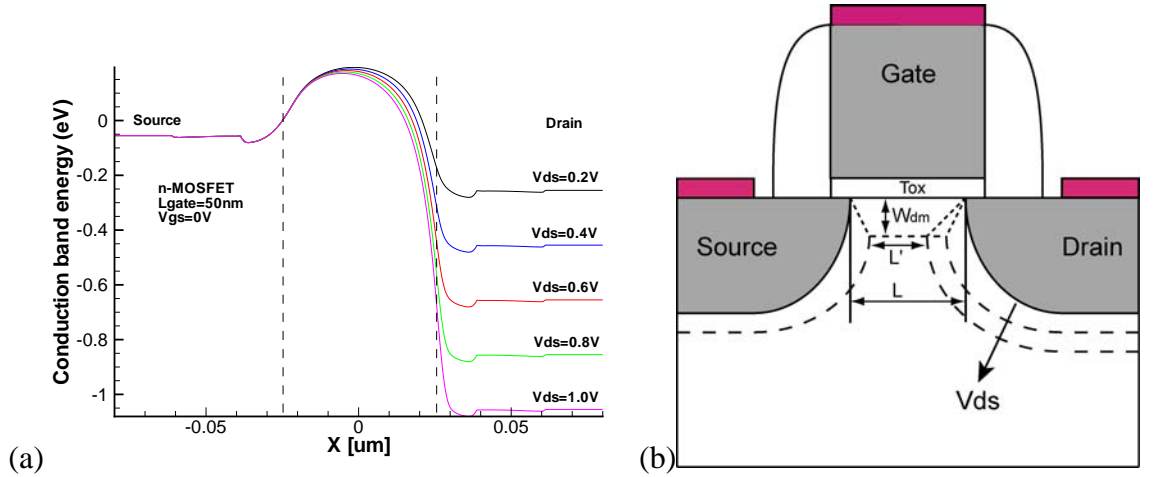 Conduction band energy (eV)
0
-0.2
-0.4
-0.6
-0.8
-1
Source
Drain
n-MOSFET
Lgate=50nm
Vgs=0V
Vds=0.2V
Vds=0.4V
Vds=0.6V
Vds=0.8V
Vds=1.0V
-0.05
0
0.05
X [um]
(a)
Gate
Tox
Wdm
Source
Drain
L'
L
Vds
(b)